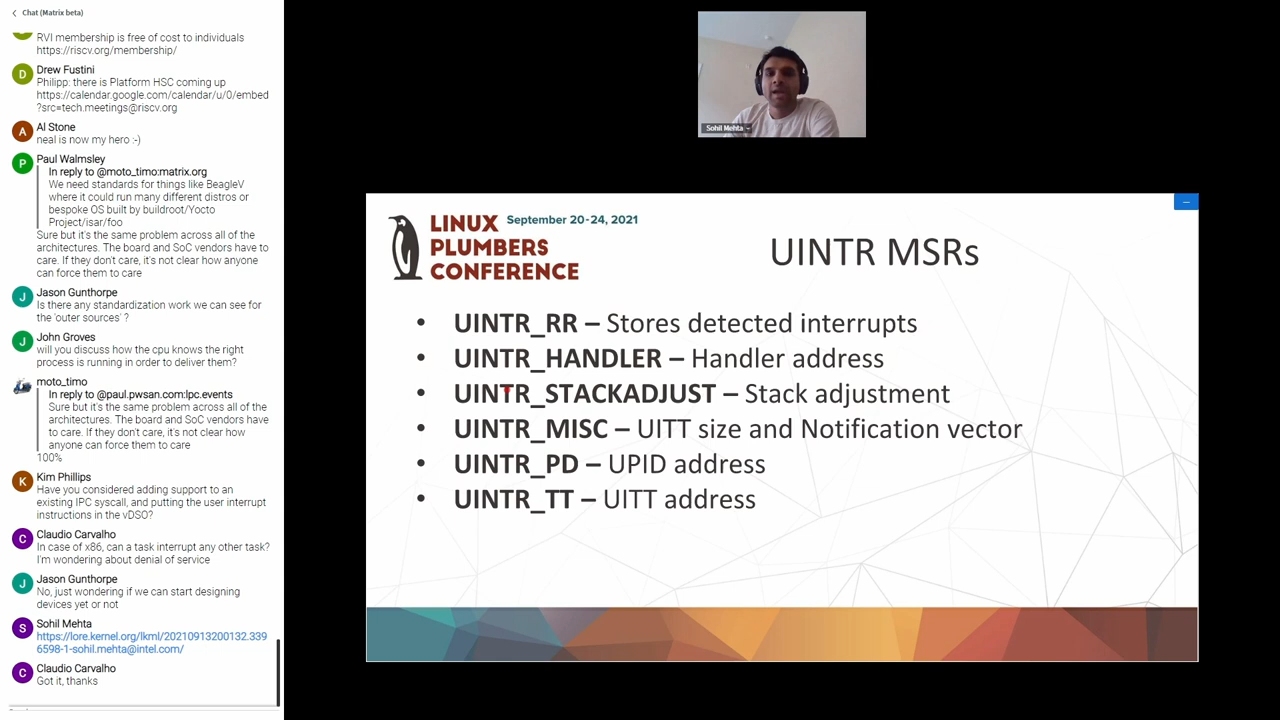 Chat (Matrix beta)
RVI membership is free of cost to individuals
https://riscv.org/membership/
D
Drew Fustini
Philipp: there is Platform HSC coming up
https://calendar.google.com/calendar/u/0/embed
?src=tech.meetings@riscv.org
A
Al Stone
neal is now my hero :-)
P
Paul Walmsley
In reply to @moto_timo:matrix.org
We need standards for things like BeagleV
where it could run many different distros or
bespoke OS built by buildroot/Yocto
Project/isar/foo
Sure but it's the same problem across all of the
architectures. The board and SoC vendors have to
care. If they don't care, it's not clear how anyone
can force them to care
J
Jason Gunthorpe
Is there any standardization work we can see for
the 'outer sources' ?
J
John Groves
will you discuss how the cpu knows the right
process is running in order to deliver them?
moto_timo
In reply to @paul.pwsan.com:lpc.events
Sure but it's the same problem across all of the
architectures. The board and SoC vendors have
to care. If they don't care, it's not clear how
anyone can force them to care
100%
K
Kim Phillips
Have you considered adding support to an
existing IPC syscall, and putting the user interrupt
instructions in the vDSO?
C
Claudio Carvalho
In case of x86, can a task interrupt any other task?
I'm wondering about denial of service
J
Jason Gunthorpe
No, just wondering if we can start designing
devices yet or not
S
Sohil Mehta
https://lore.kernel.org/lkml/20210913200132.339
6598-1-sohil.mehta@intel.com/
C
Claudio Carvalho
Got it, thanks
Sohil Mehta
LINUX
PLUMBERS
CONFERENCE
September 20-24, 2021
UINTR MSRs
• UINTR_RR – Stores detected interrupts
• UINTR_HANDLER – Handler address
• UINTR_STACKADJUST – Stack adjustment
• UINTR_MISC – UITT size and Notification vector
• UINTR_PD – UPID address
• UINTR_TT – UITT address